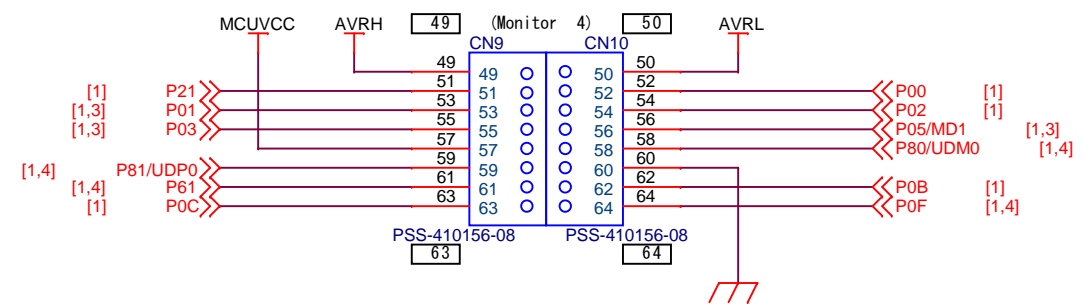 MCUVCC AVRH 49 (Monitor 4) 50 AVRL
CN9 CN10
49 49 50 50
[1] P21 51 51 52 52 P00 [1]
[1,3] P01 53 53 54 54 P02 [1]
[1,3] P03 55 55 56 56 P05/MD1 [1,3]
57 57 58 58 P80/UDM0 [1,4]
[1,4] P81/UDP0 59 59 60 60
[1,4] P61 61 61 62 62 P0B [1]
[1] P0C 63 63 64 64 P0F [1,4]
PSS-410156-08 PSS-410156-08
63 64